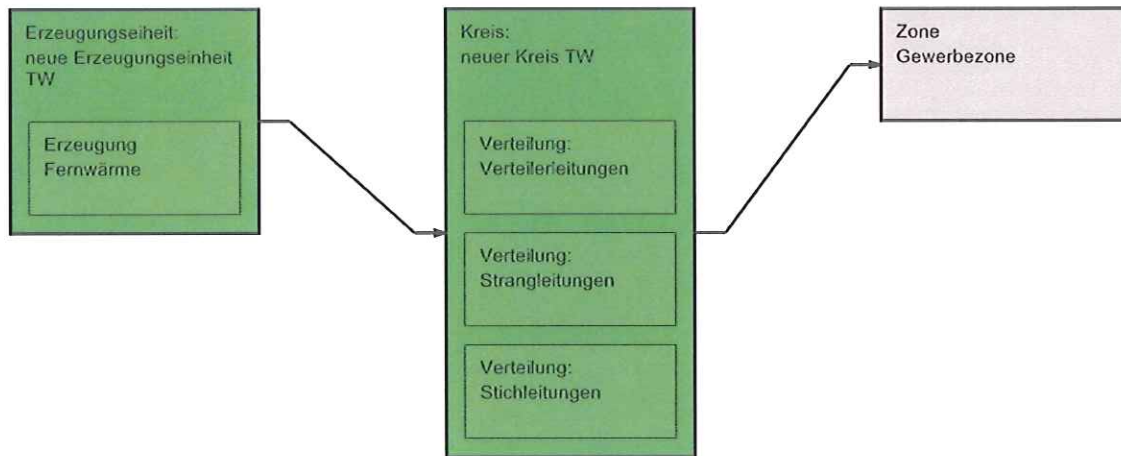 Erzeugungseiheit:
neue Erzeugungseinheit
TW
Erzeugung
Fernwärme
Kreis:
neuer Kreis TW
Verteilung:
Verteilerleitungen
Verteilung:
Strangleitungen
Verteilung:
Stichleitungen
Zone
Gewerbezone